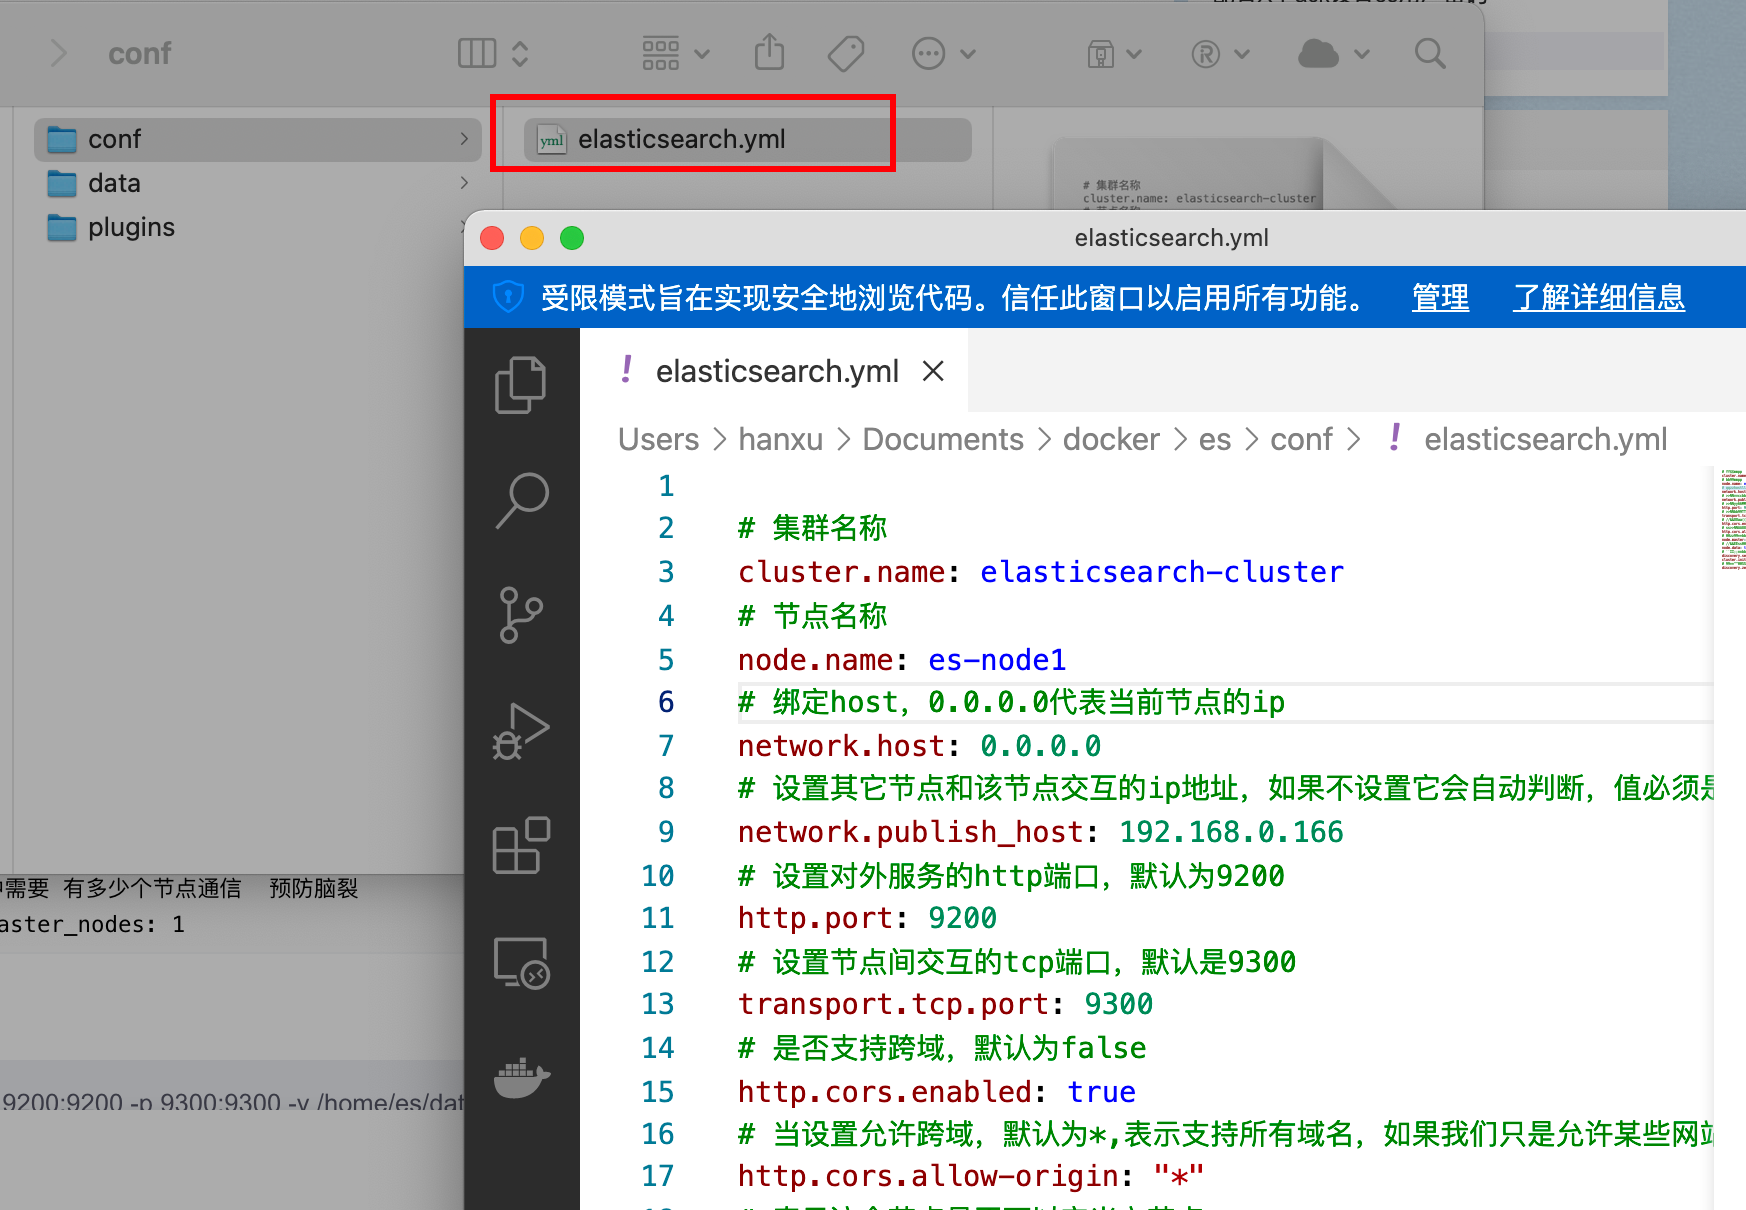 conf
conf
data
plugins
yml elasticsearch.yml
# 集群名称
cluster.name: elasticsearch-cluster
elasticsearch.yml
受限模式旨在实现安全地浏览代码。信任此窗口以启用所有功能。 管理 了解详细信息
! elasticsearch.yml ×
Users > hanxu > Documents > docker > es > conf > ! elasticsearch.yml
1
2 # 集群名称
3 cluster.name: elasticsearch-cluster
4 # 节点名称
5 node.name: es-node1
6 # 绑定host，0.0.0.0代表当前节点的ip
7 network.host: 0.0.0.0
8 # 设置其它节点和该节点交互的ip地址，如果不设置它会自动判断，值必须是
9 network.publish_host: 192.168.0.166
10 # 设置对外服务的http端口，默认为9200
11 http.port: 9200
12 # 设置节点间交互的tcp端口，默认是9300
13 transport.tcp.port: 9300
14 # 是否支持跨域，默认为false
15 http.cors.enabled: true
16 # 当设置允许跨域，默认为*,表示支持所有域名，如果我们只是允许某些网站
17 http.cors.allow-origin: "*"
需要 有多少个节点通信 预防脑裂
aster_nodes: 1
9200:9200 -p 9300:9300 -v /home/es/dat